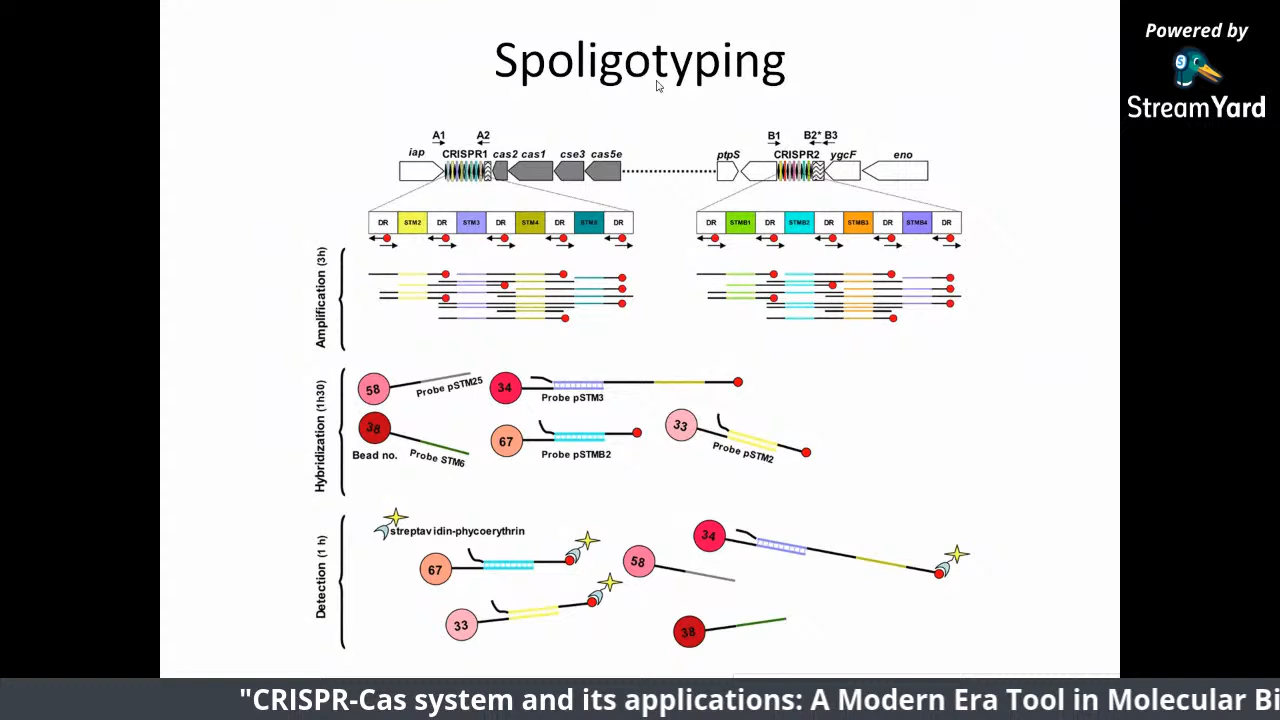 Spoligotyping
Powered by
StreamYard
A1 A2 B1 B2* B3
iap CRISPR1 cas2 cas1 cse3 cas5e ptpS CRISPR2 ygcF eno
DR STM2 DR STM3 DR STM4 DR DR DR STMB1 DR STMB2 DR STMB3 DR STMB4 DR
Amplification (3h)
Hybridization (1h30)
58 Probe pSTM25
34 Probe pSTM3
38 Probe STM6
Bead no.
67 Probe pSTMB2
33 Probe pSTM2
Detection (1 h)
streptavidin-phycoerythrin
67
33
58
34
38
"CRISPR-Cas system and its applications: A Modern Era Tool in Molecular Bi